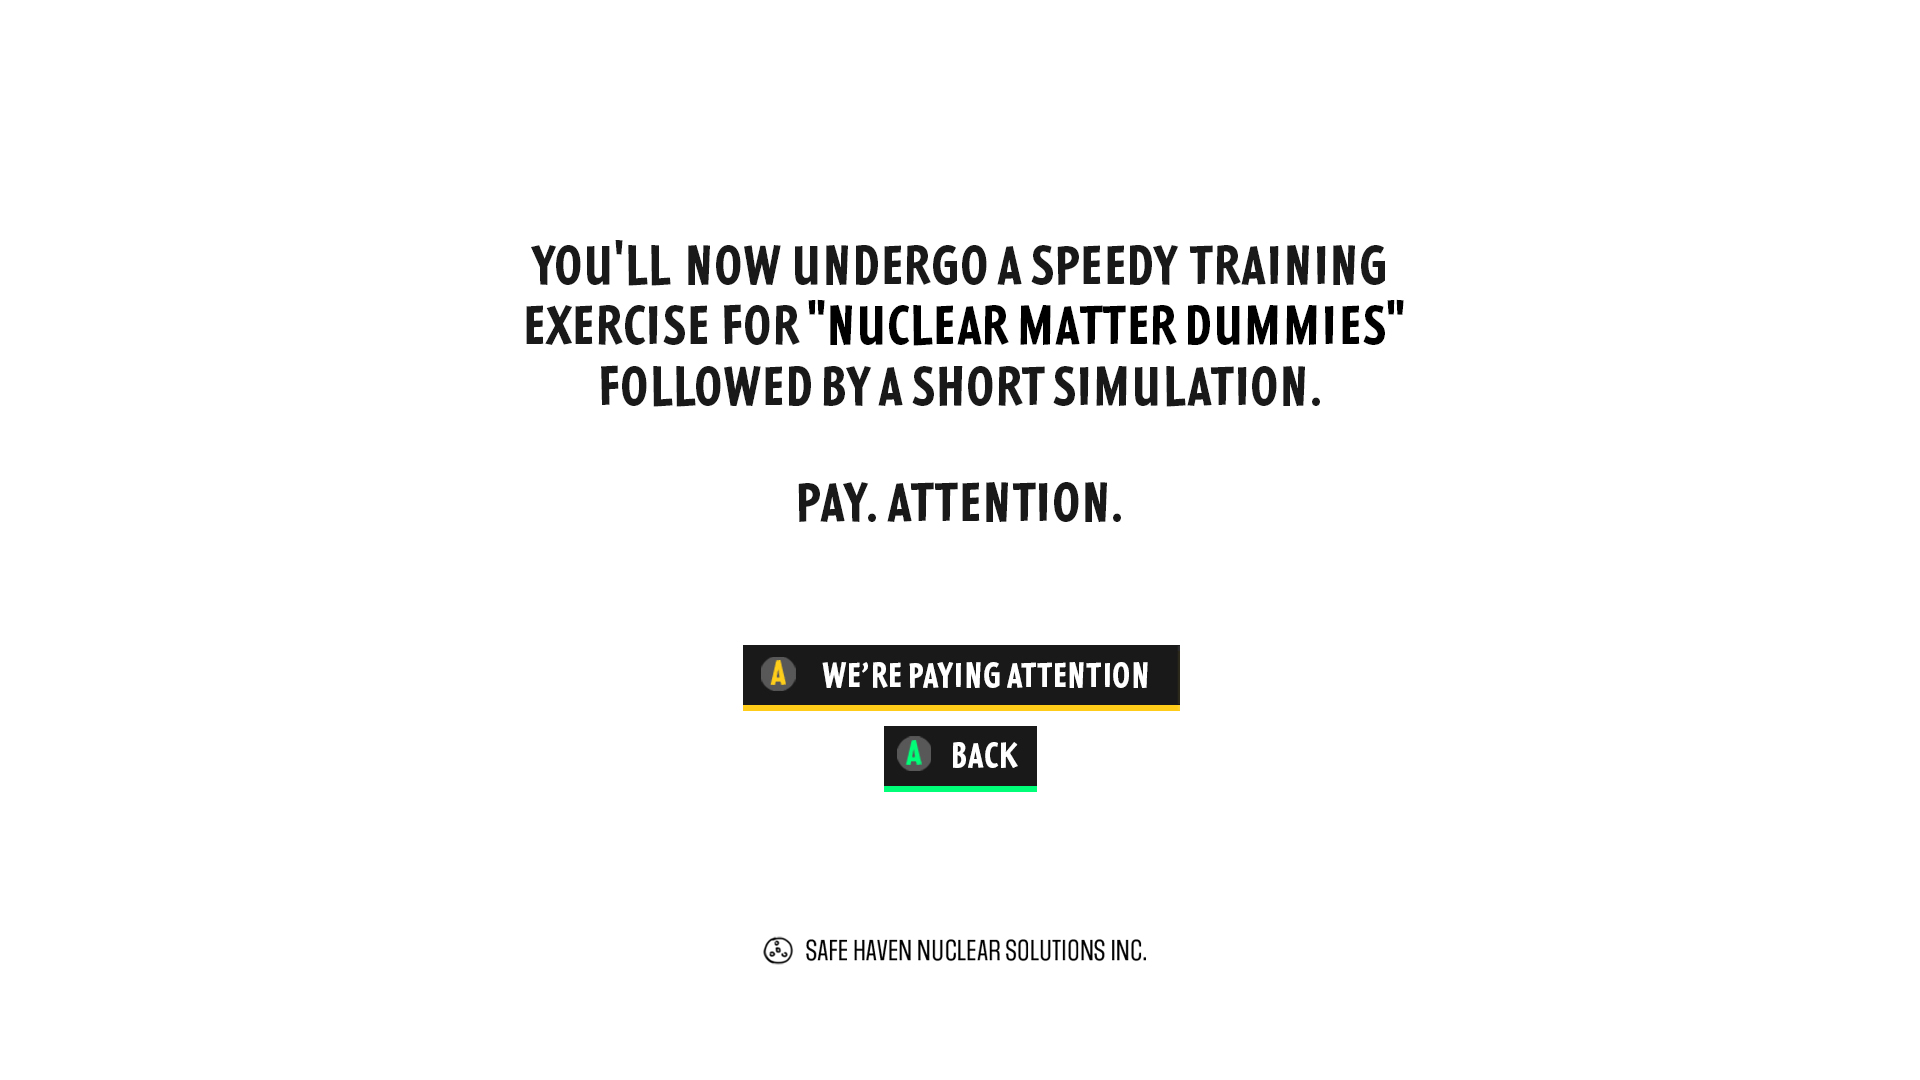 YOU'LL NOW UNDERGO A SPEEDY TRAINING
EXERCISE FOR "NUCLEAR MATTER DUMMIES"
FOLLOWED BY A SHORT SIMULATION.
PAY. ATTENTION.
A WE’RE PAYING ATTENTION
A BACK
SAFE HAVEN NUCLEAR SOLUTIONS INC.